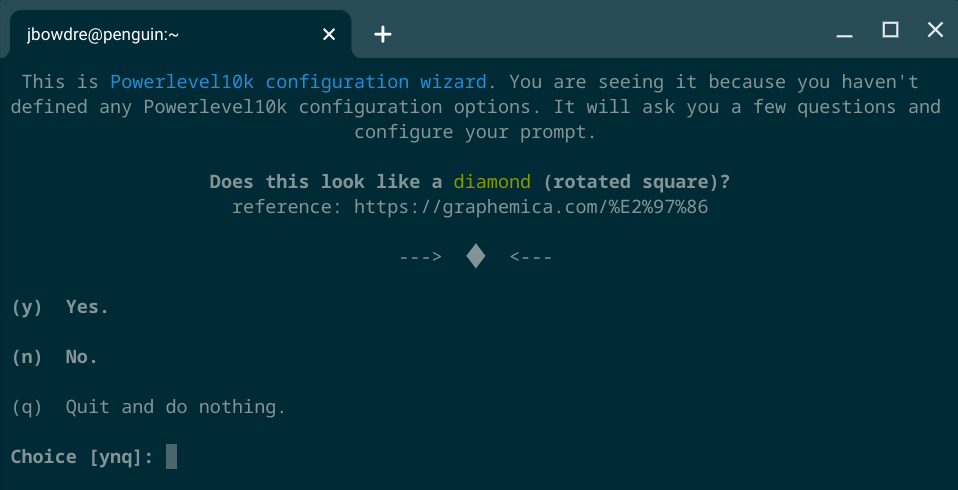 jbowdre@penguin:~
This is Powerlevel10k configuration wizard. You are seeing it because you haven't
defined any Powerlevel10k configuration options. It will ask you a few questions and
configure your prompt.
Does this look like a diamond (rotated square)?
reference: https://graphemica.com/%E2%97%86
---> ◆ <---
(y) Yes.
(n) No.
(q) Quit and do nothing.
Choice [ynq]: